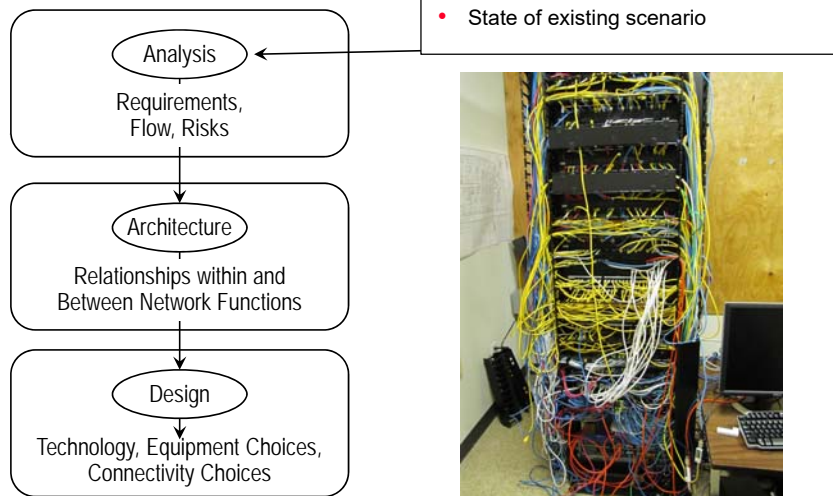 • State of existing scenario
Analysis
Requirements,
Flow, Risks
Architecture
Relationships within and
Between Network Functions
Design
Technology, Equipment Choices,
Connectivity Choices